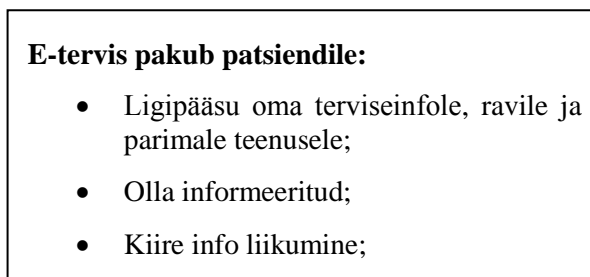 E-tervis pakub patsiendile:
• Ligipääsu oma terviseinfole, ravile ja
parimale teenusele;
• Olla informeeritud;
• Kiire info liikumine;